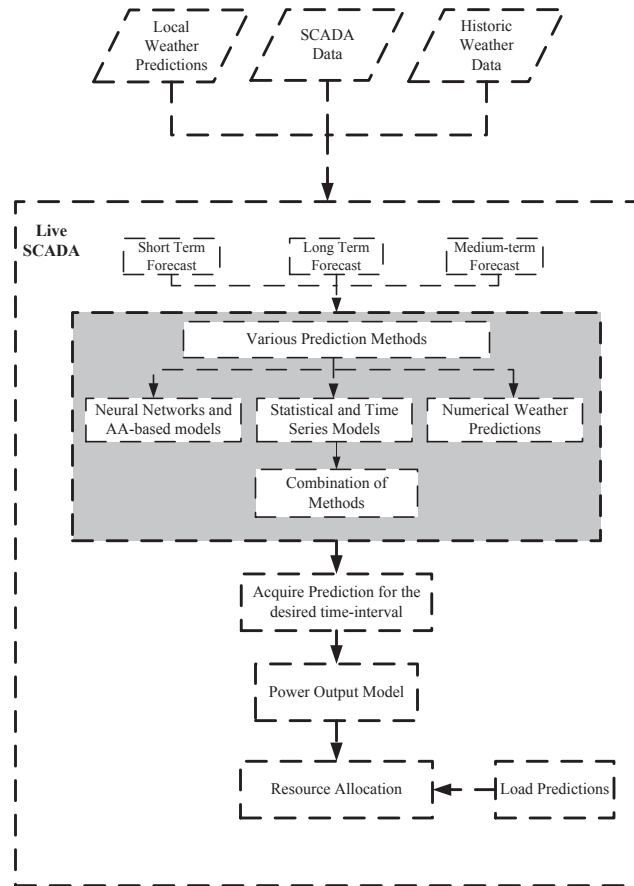 Local
Weather
Predictions
SCADA
Data
Historic
Weather
Data
Live
SCADA
Short Term
Forecast
Long Term
Forecast
Medium-term
Forecast
Various Prediction Methods
Neural Networks and
AA-based models
Statistical and Time
Series Models
Numerical Weather
Predictions
Combination of
Methods
Acquire Prediction for the
desired time-interval
Power Output Model
Resource Allocation
Load Predictions